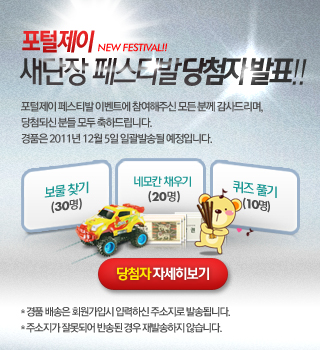 포털제이 NEW FESTIVAL!!
새단장 페스티발 당첨자 발표!!
포털제이 페스티발 이벤트에 참여해주신 모든 분께 감사드리며,
당첨되신 분들 모두 축하드립니다.
경품은 2011년 12월 5일 일괄발송될 예정입니다.
보물 찾기
(30명)
네모칸 채우기
(20명)
퀴즈 풀기
(10명)
당첨자 자세히보기
* 경품 배송은 회원가입시 입력하신 주소지로 발송됩니다.
* 주소지가 잘못되어 반송된 경우 재발송하지 않습니다.